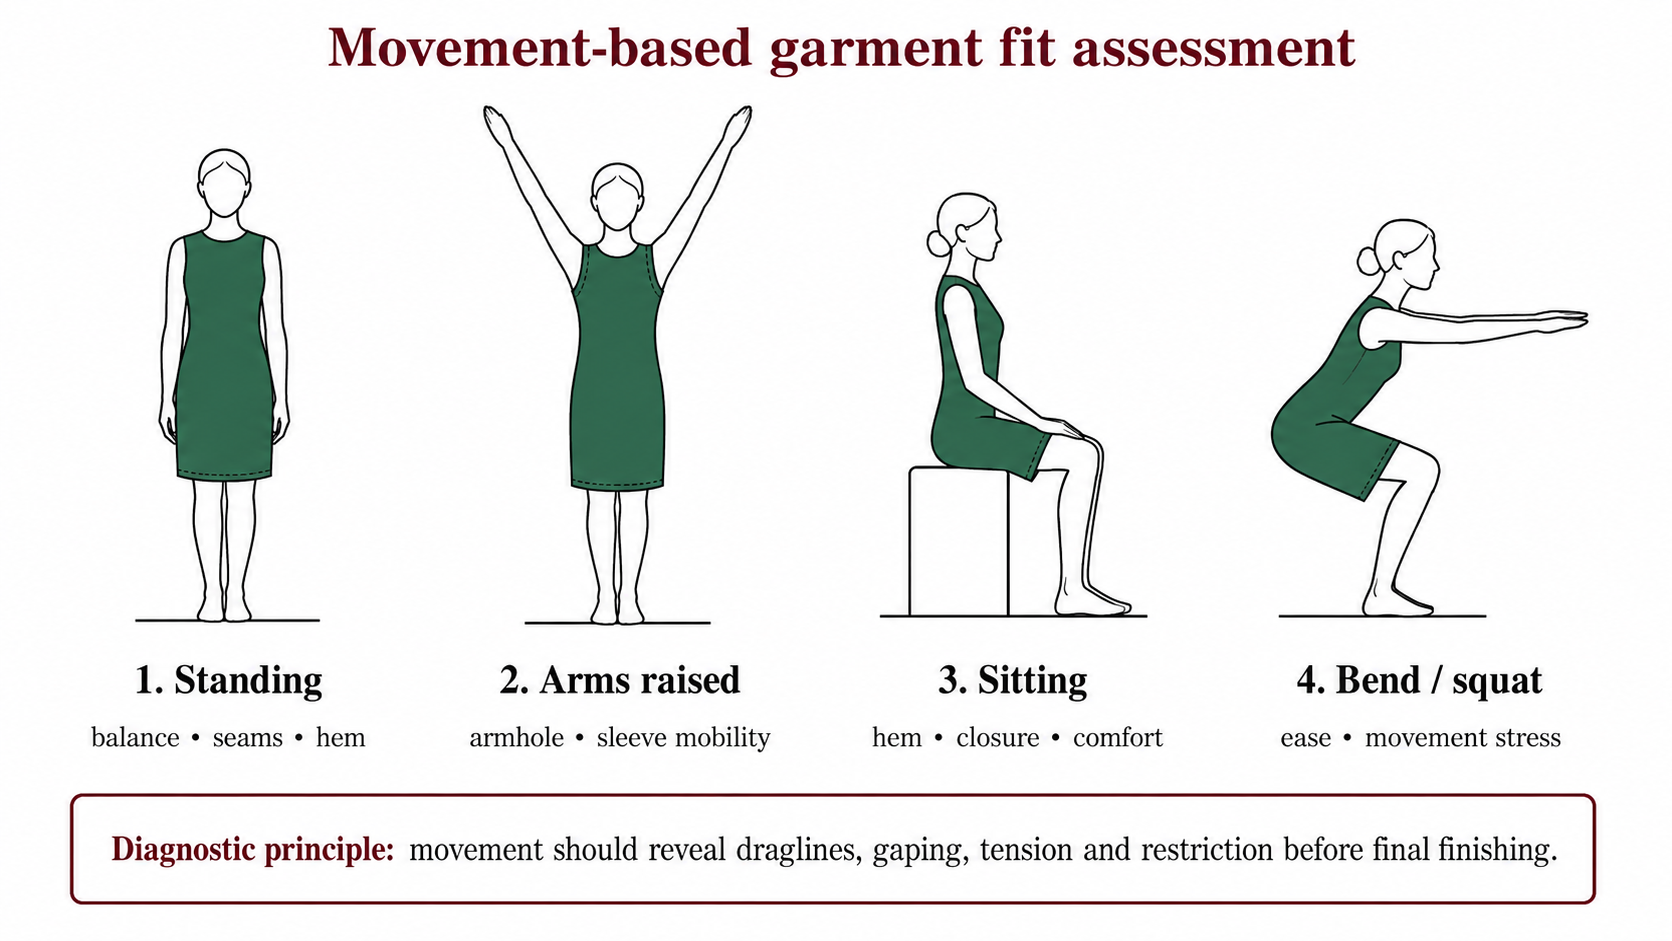 Movement-based garment fit assessment
1. Standing
balance • seams • hem
2. Arms raised
armhole • sleeve mobility
3. Sitting
hem • closure • comfort
4. Bend / squat
ease • movement stress
Diagnostic principle: movement should reveal draglines, gaping, tension and restriction before final finishing.